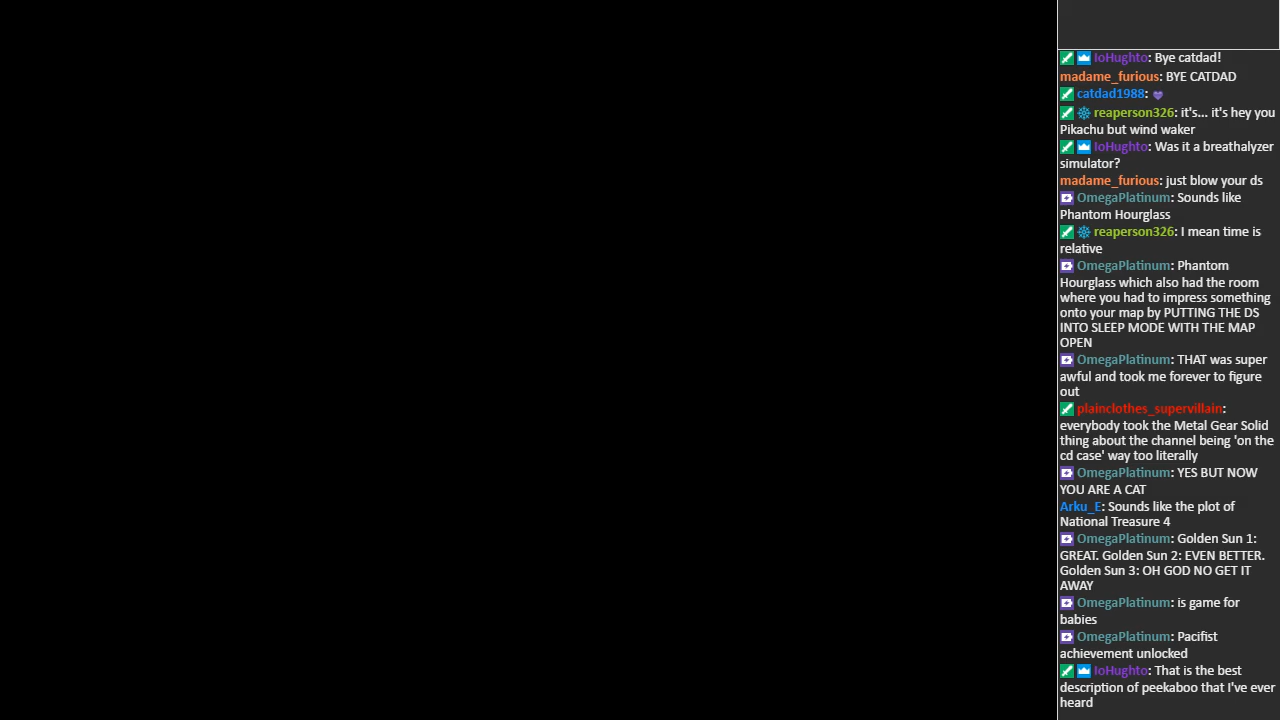 IoHughto: Bye catdad!
madame_furious: BYE CATDAD
catdad1988:
reaperson326: it's... it's hey you
Pikachu but wind waker
IoHughto: Was it a breathalyzer
simulator?
madame_furious: just blow your ds
OmegaPlatinum: Sounds like
Phantom Hourglass
reaperson326: I mean time is
relative
OmegaPlatinum: Phantom
Hourglass which also had the room
where you had to impress something
onto your map by PUTTING THE DS
INTO SLEEP MODE WITH THE MAP
OPEN
OmegaPlatinum: THAT was super
awful and took me forever to figure
out
plainclothes_supervillain:
everybody took the Metal Gear Solid
thing about the channel being 'on the
cd case' way too literally
OmegaPlatinum: YES BUT NOW
YOU ARE A CAT
Arku_E: Sounds like the plot of
National Treasure 4
OmegaPlatinum: Golden Sun 1:
GREAT. Golden Sun 2: EVEN BETTER.
Golden Sun 3: OH GOD NO GET IT
AWAY
OmegaPlatinum: is game for
babies
OmegaPlatinum: Pacifist
achievement unlocked
IoHughto: That is the best
description of peekaboo that I've ever
heard